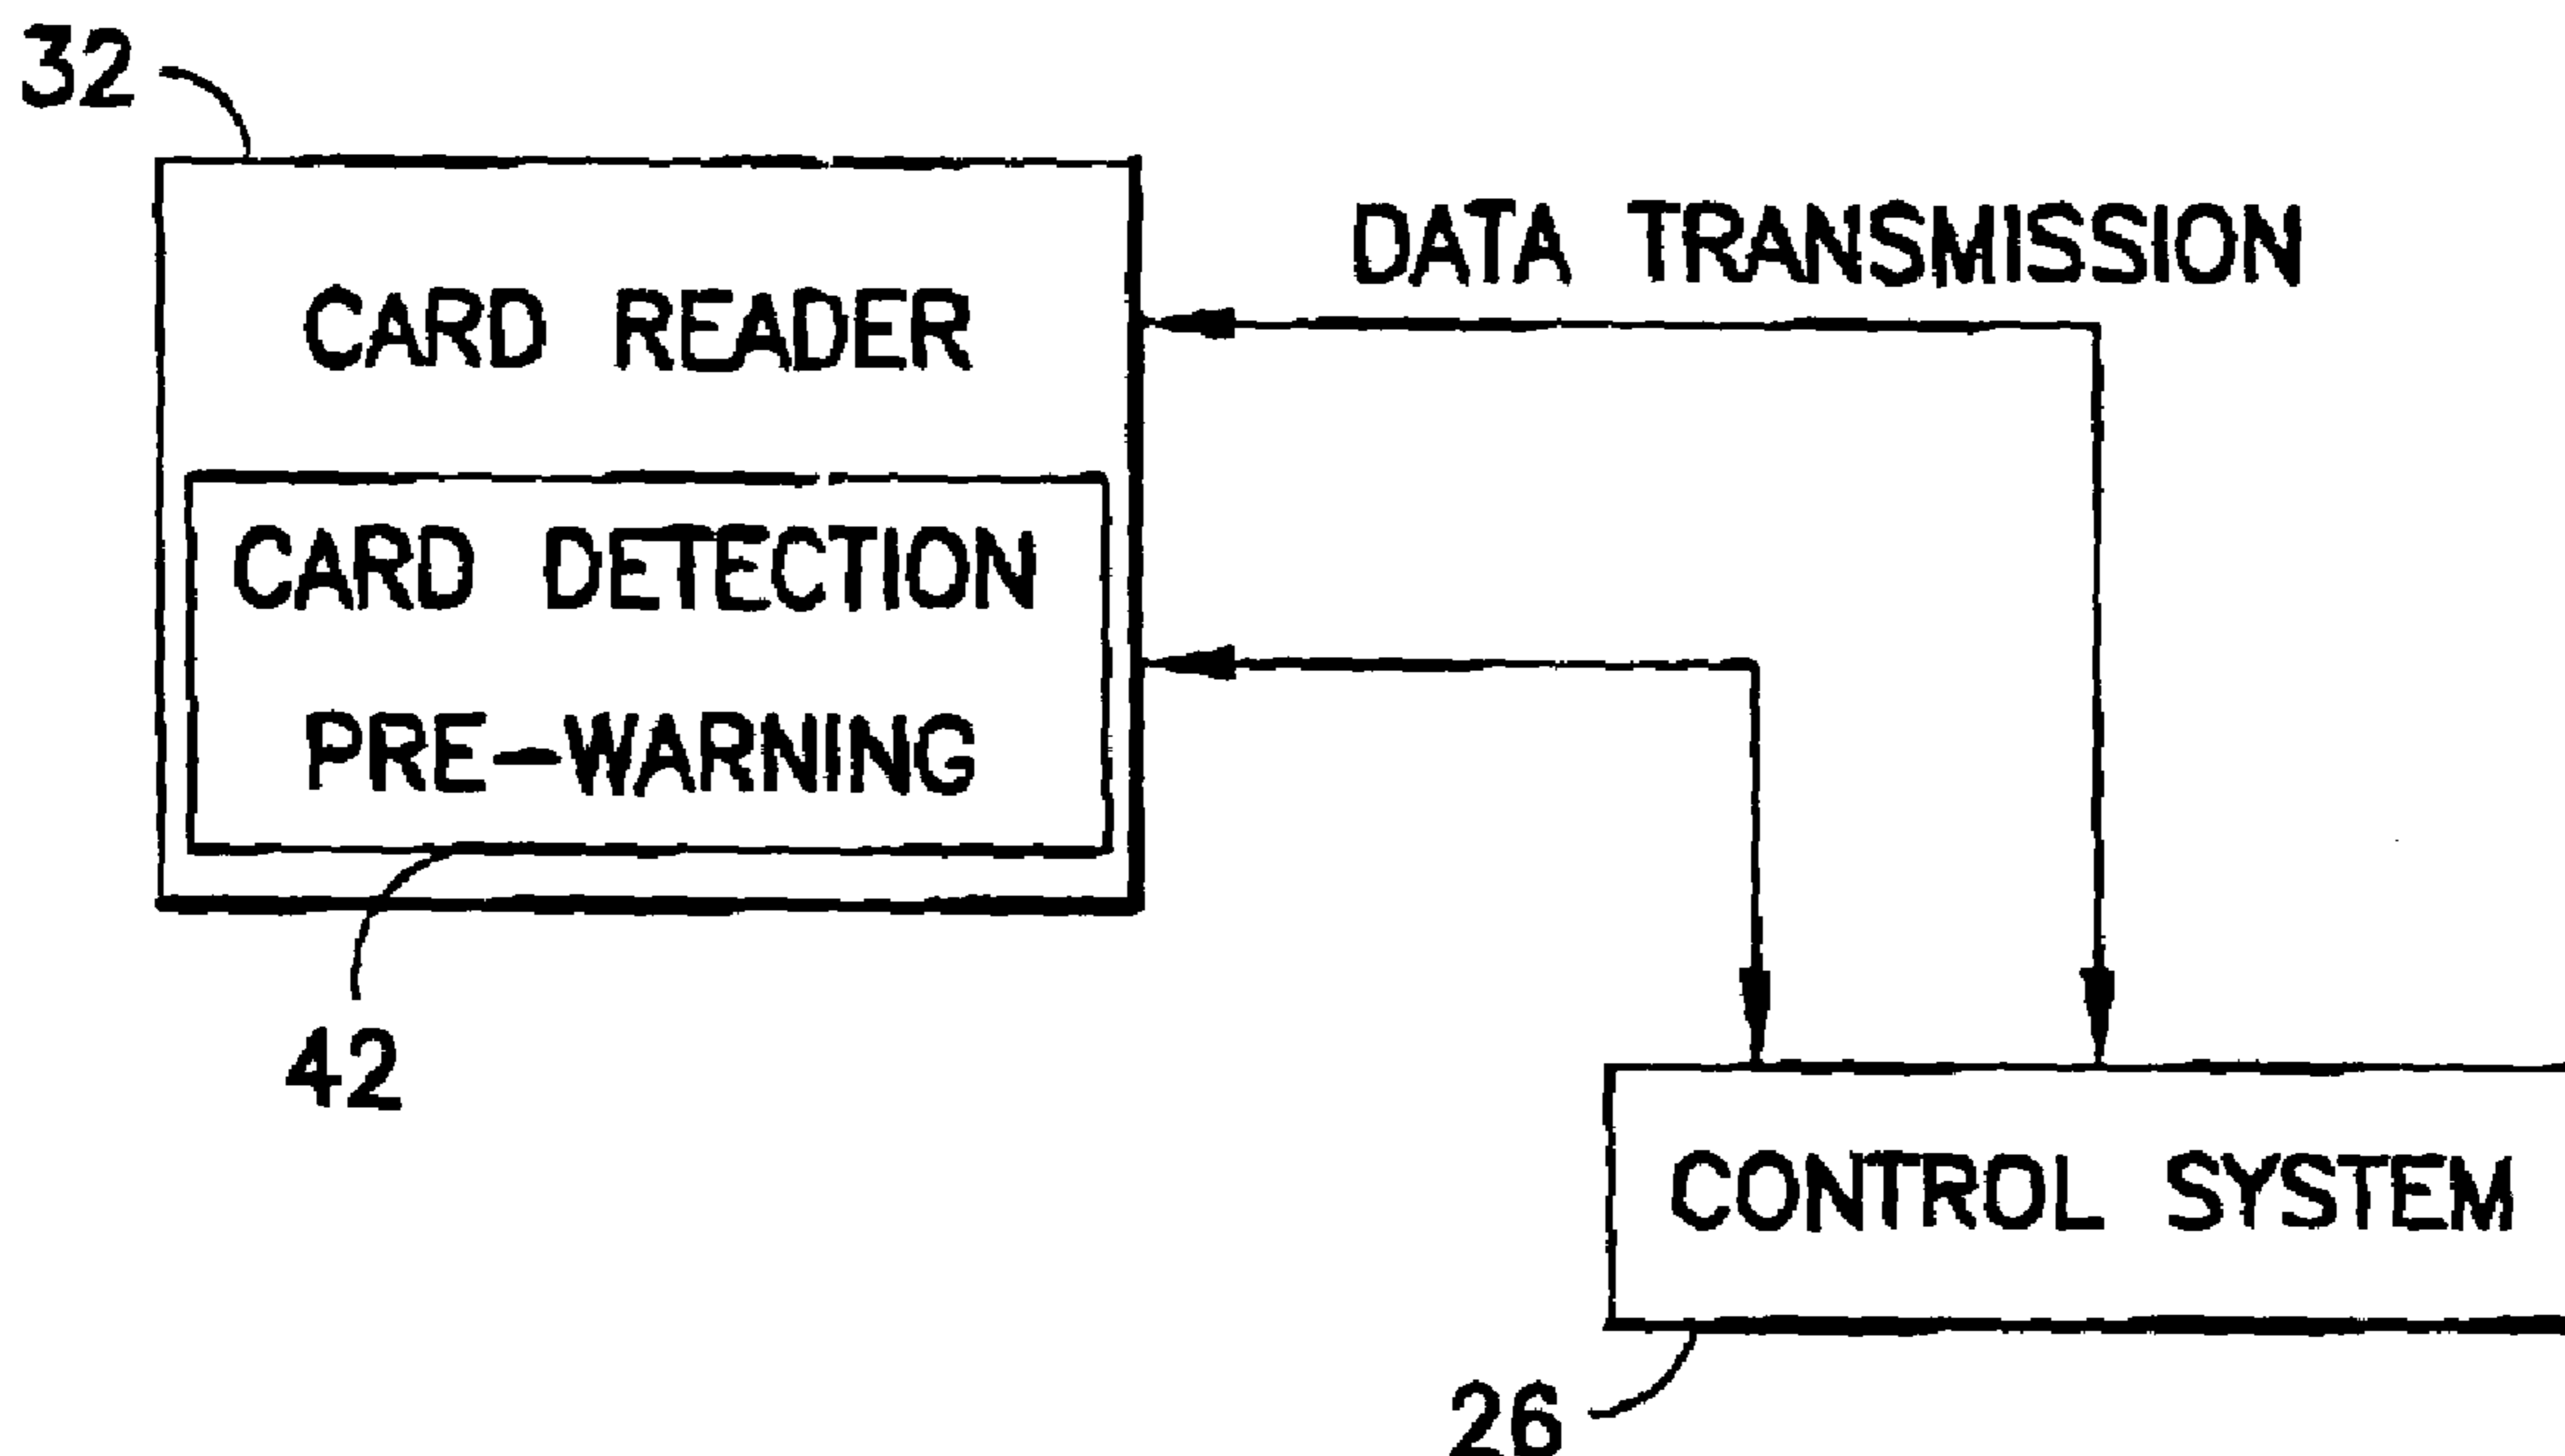 32
DATA TRANSMISSION
CARD READER
CARD DETECTION
PRE-WARNING
42
CONTROL SYSTEM
26